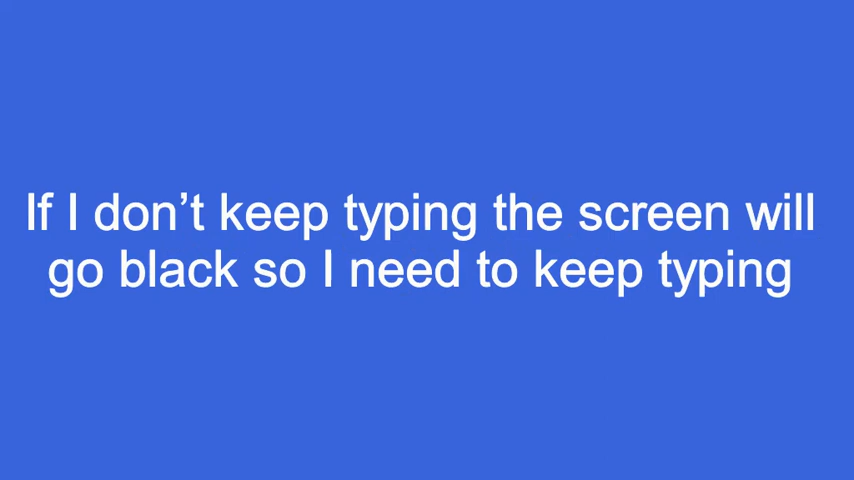 If I don’t keep typing the screen will
go black so I need to keep typing